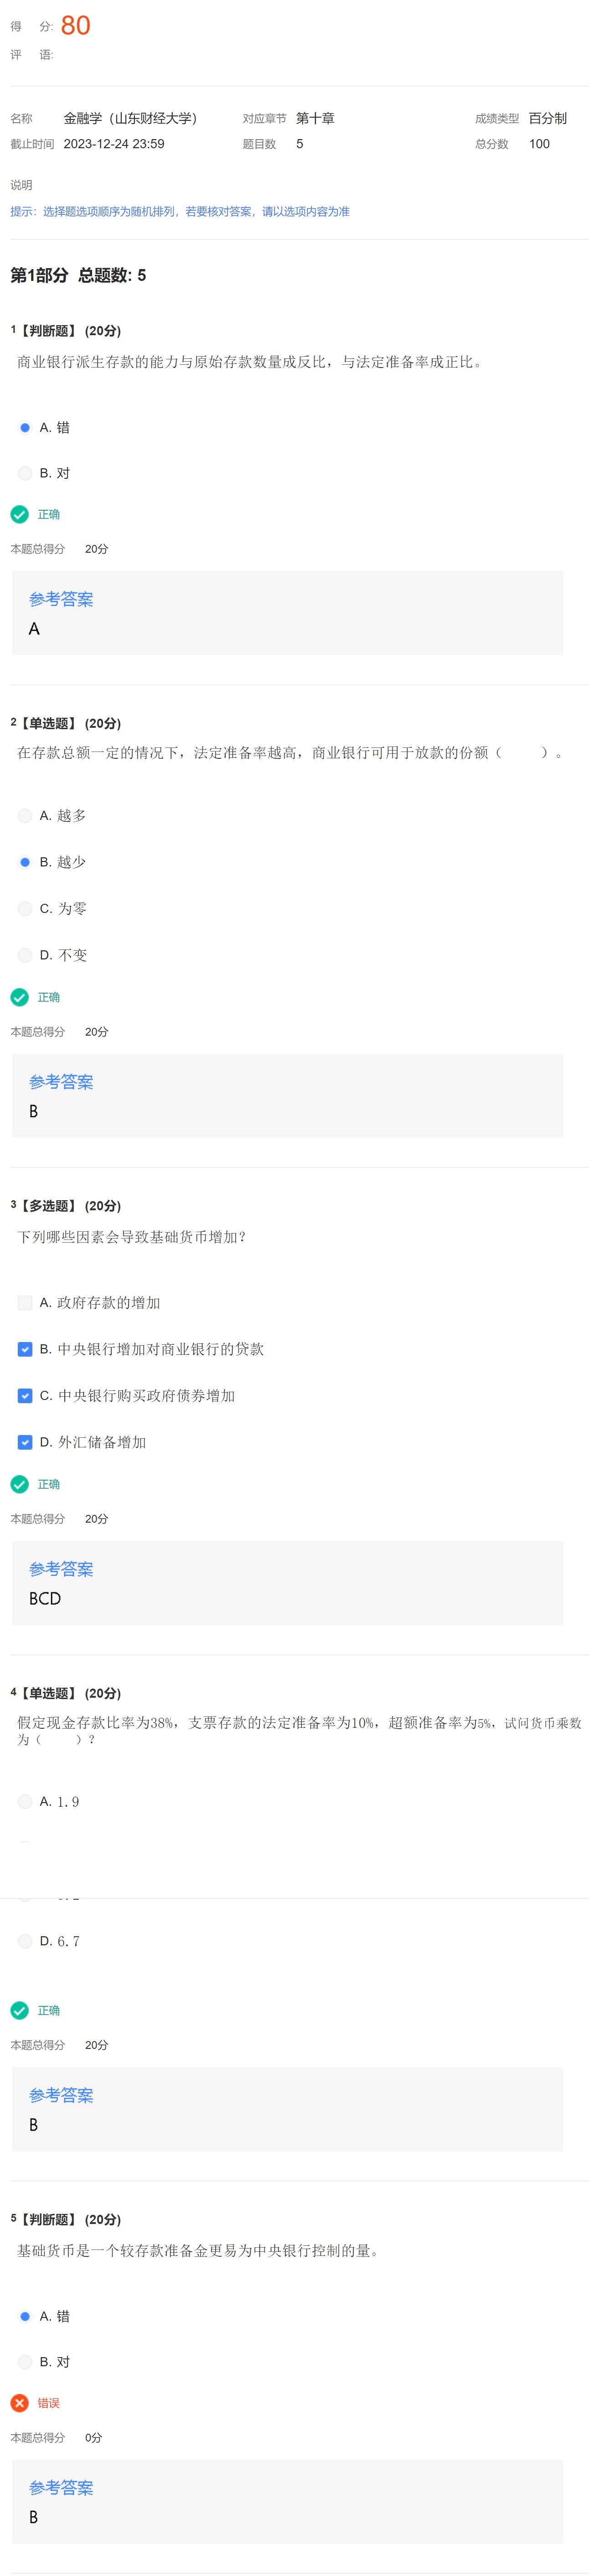 得 分: 80
评 语:
名称 金融学（山东财经大学） 对应章节 第十章 成绩类型 百分制
截止时间 2023-12-24 23:59 题目数 5 总分数 100
说明
提示：选择题选项顺序为随机排列，若要核对答案，请以选项内容为准
第1部分 总题数: 5
1【判断题】 (20分)
商业银行派生存款的能力与原始存款数量成反比，与法定准备率成正比。
A. 错
B. 对
正确
本题总得分 20分
参考答案
A
2【单选题】 (20分)
在存款总额一定的情况下，法定准备率越高，商业银行可用于放款的份额（ ）。
A. 越多
B. 越少
C. 为零
D. 不变
正确
本题总得分 20分
参考答案
B
3【多选题】 (20分)
下列哪些因素会导致基础货币增加？
A. 政府存款的增加
B. 中央银行增加对商业银行的贷款
C. 中央银行购买政府债券增加
D. 外汇储备增加
正确
本题总得分 20分
参考答案
BCD
4【单选题】 (20分)
假定现金存款比率为38%，支票存款的法定准备率为10%，超额准备率为5%，试问货币乘数
为（ ）？
A. 1.9
D. 6.7
正确
本题总得分 20分
参考答案
B
5【判断题】 (20分)
基础货币是一个较存款准备金更易为中央银行控制的量。
A. 错
B. 对
错误
本题总得分 0分
参考答案
B